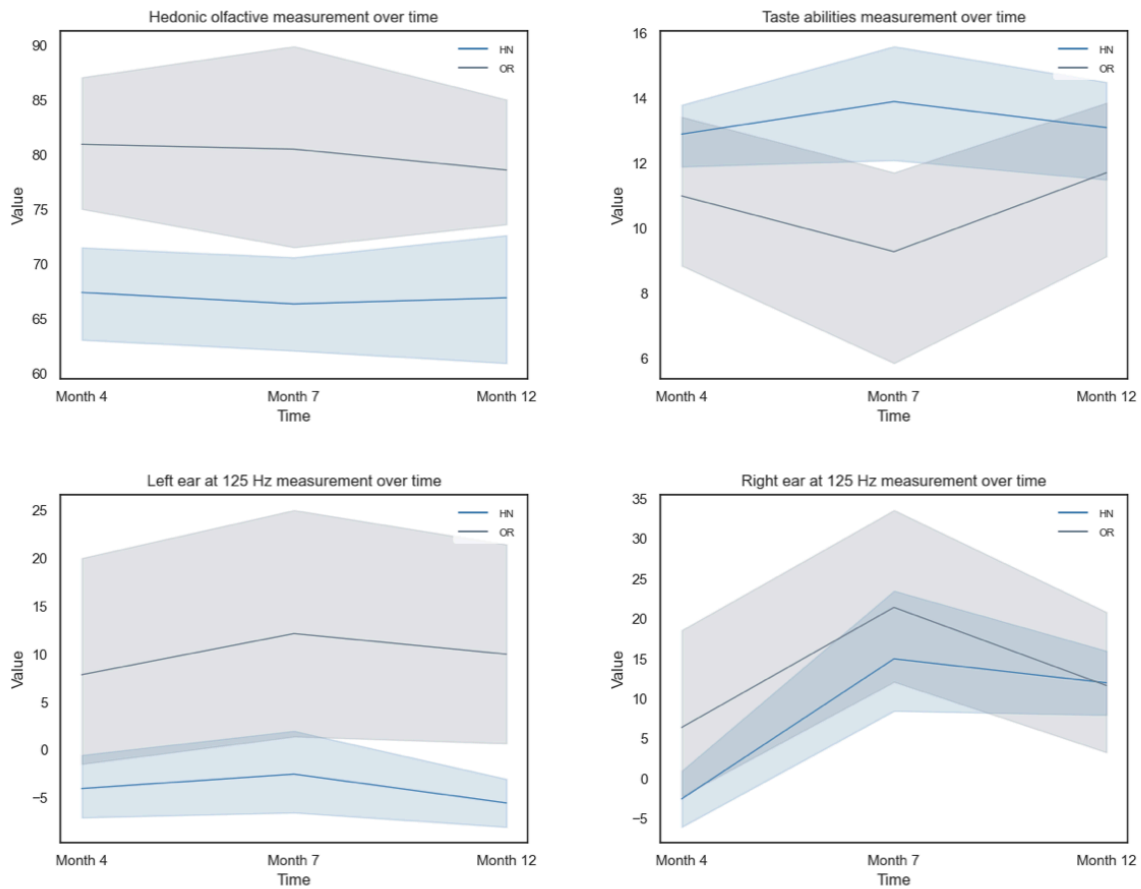 Hedonic olfactive measurement over time
90
85
80
75
70
65
60
Value
HN
OR
Month 4
Month 7
Month 12
Time
Taste abilities measurement over time
16
14
12
10
8
6
Value
HN
OR
Month 4
Month 7
Month 12
Time
Left ear at 125 Hz measurement over time
25
20
15
10
5
0
−5
Value
HN
OR
Month 4
Month 7
Month 12
Time
Right ear at 125 Hz measurement over time
35
30
25
20
15
10
5
0
−5
Value
HN
OR
Month 4
Month 7
Month 12
Time